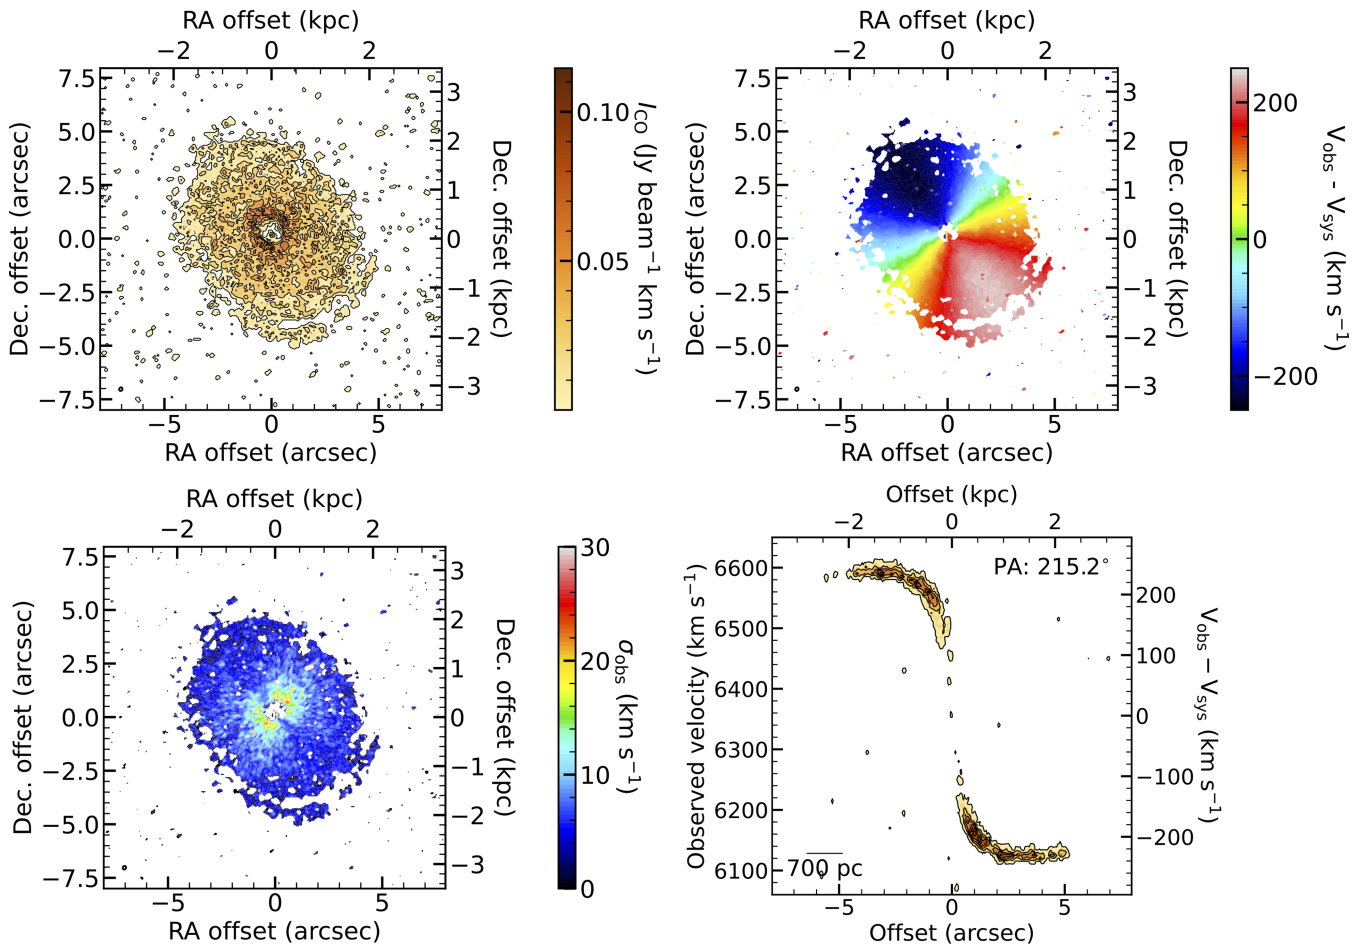 RA offset (kpc)
−2 0 2
7.5
5.0
2.5
0.0
−2.5
−5.0
−7.5
Dec. offset (arcsec)
3
2
1
0
−1
−2
−3
Dec. offset (kpc)
−5 0 5
RA offset (arcsec)
0.10
0.05
I_CO (Jy beam⁻¹ km s⁻¹)
RA offset (kpc)
−2 0 2
7.5
5.0
2.5
0.0
−2.5
−5.0
−7.5
Dec. offset (arcsec)
3
2
1
0
−1
−2
−3
Dec. offset (kpc)
−5 0 5
RA offset (arcsec)
200
0
−200
V_obs - V_sys (km s⁻¹)
RA offset (kpc)
−2 0 2
7.5
5.0
2.5
0.0
−2.5
−5.0
−7.5
Dec. offset (arcsec)
3
2
1
0
−1
−2
−3
Dec. offset (kpc)
−5 0 5
RA offset (arcsec)
30
20
10
0
σ_obs (km s⁻¹)
Offset (kpc)
−2 0 2
PA: 215.2°
6600
6500
6400
6300
6200
6100
Observed velocity (km s⁻¹)
200
100
0
−100
−200
V_obs − V_sys (km s⁻¹)
700 pc
−5 0 5
Offset (arcsec)